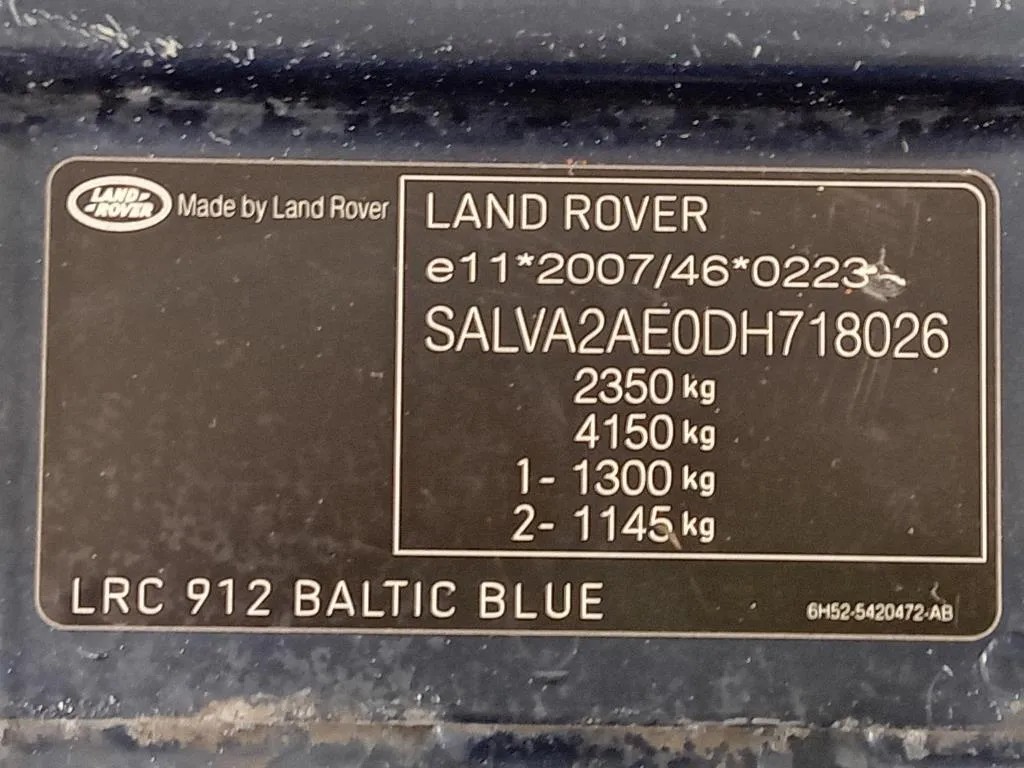 LAND ROVER Made by Land Rover
LAND ROVER
e11*2007/46*0223
SALVA2AE0DH718026
2350 kg
4150 kg
1- 1300 kg
2- 1145 kg
LRC 912 BALTIC BLUE
6H52-5420472-AB